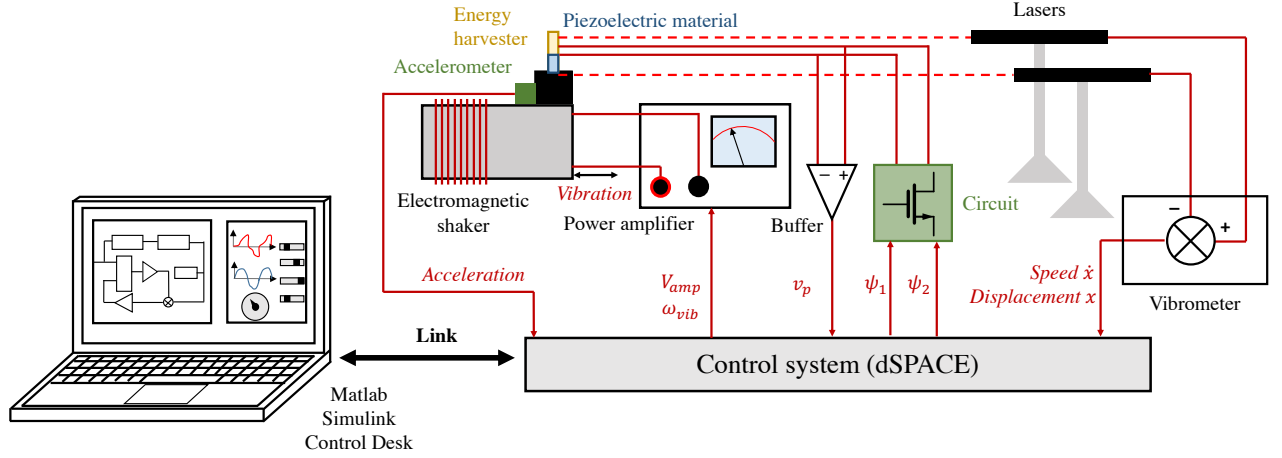 Energy
harvester
Piezoelectric material
Lasers
Accelerometer
Electromagnetic
shaker
Vibration
Power amplifier
− +
Buffer
Circuit
− +
Vibrometer
Acceleration
V_amp
ω_vib
v_p
ψ_1
ψ_2
Speed ẋ
Displacement x
Link
Control system (dSPACE)
Matlab
Simulink
Control Desk